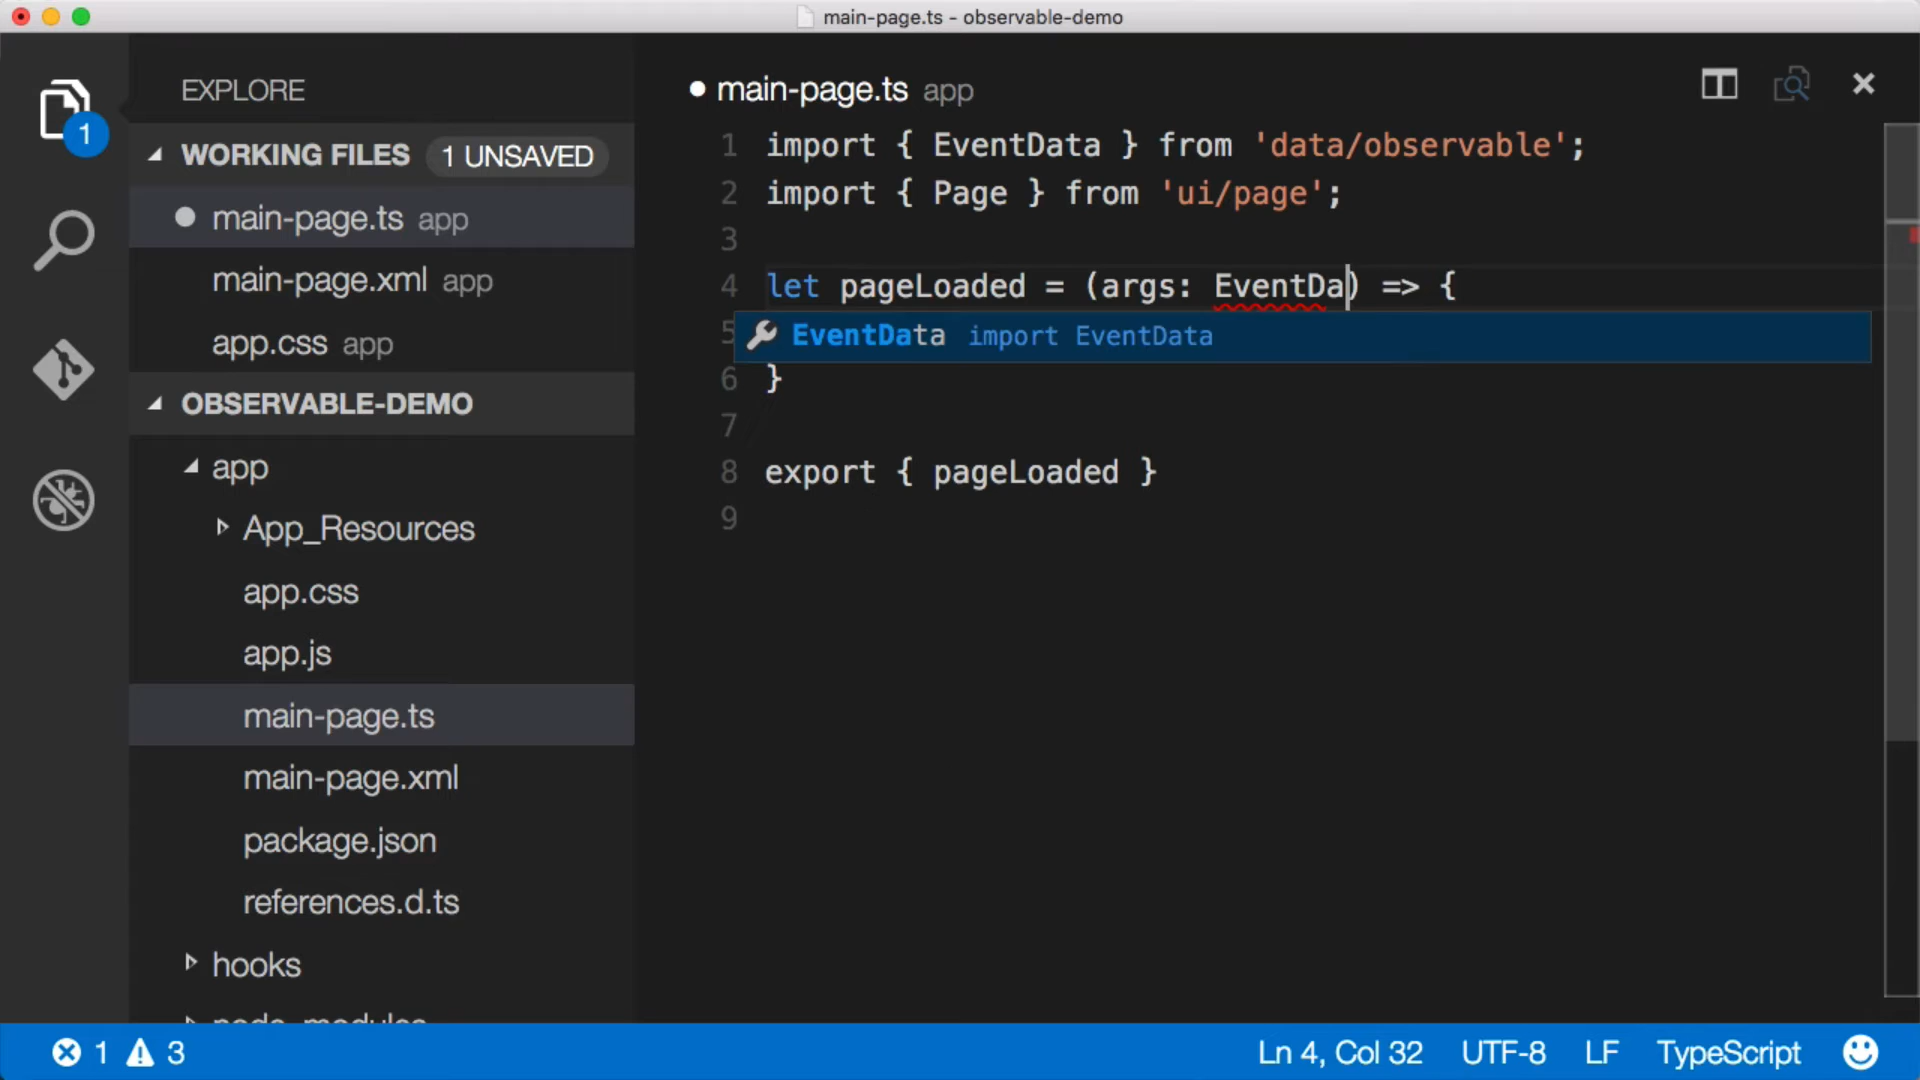 main-page.ts - observable-demo
EXPLORE
1
WORKING FILES 1 UNSAVED
main-page.ts app
main-page.xml app
app.css app
OBSERVABLE-DEMO
app
App_Resources
app.css
app.js
main-page.ts
main-page.xml
package.json
references.d.ts
hooks
node_modules
main-page.ts app
1 import { EventData } from 'data/observable';
2 import { Page } from 'ui/page';
3
4 let pageLoaded = (args: EventDa) => {
EventData import EventData
5
6 }
7
8 export { pageLoaded }
9
1 3
Ln 4, Col 32 UTF-8 LF TypeScript